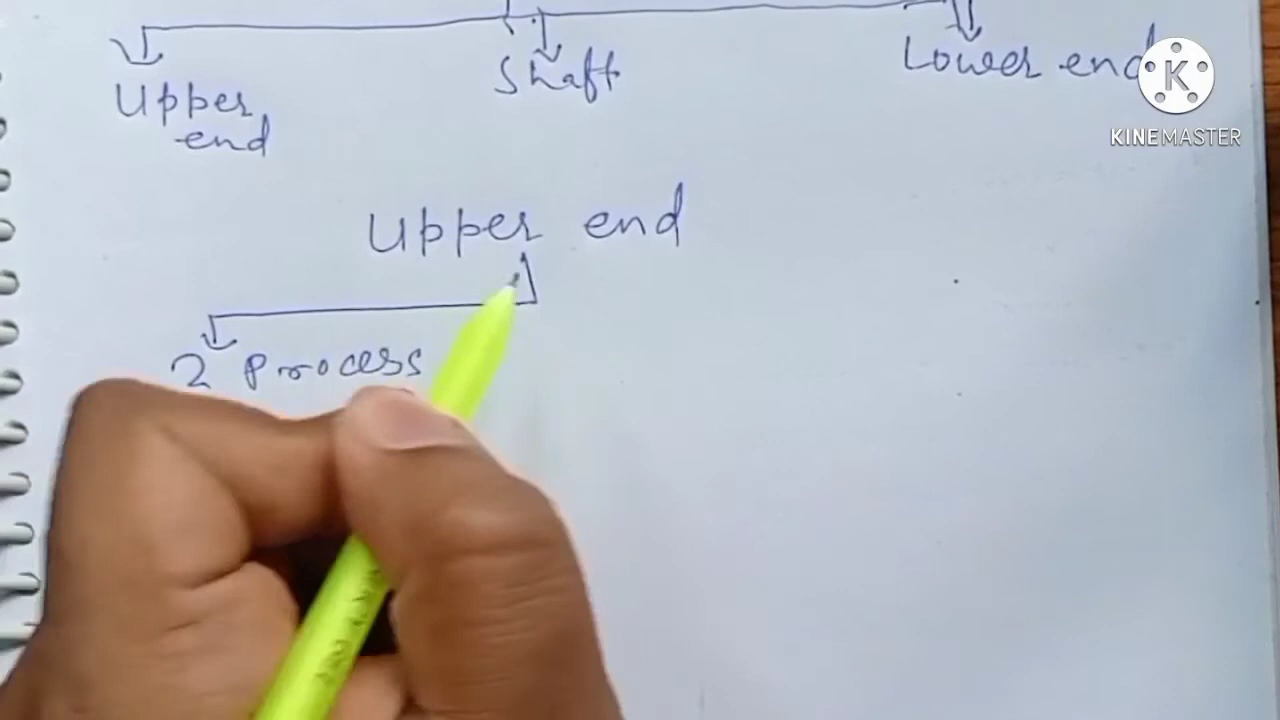 Upper
end
Shaft
Lower end
KINEMASTER
Upper end
2 Process